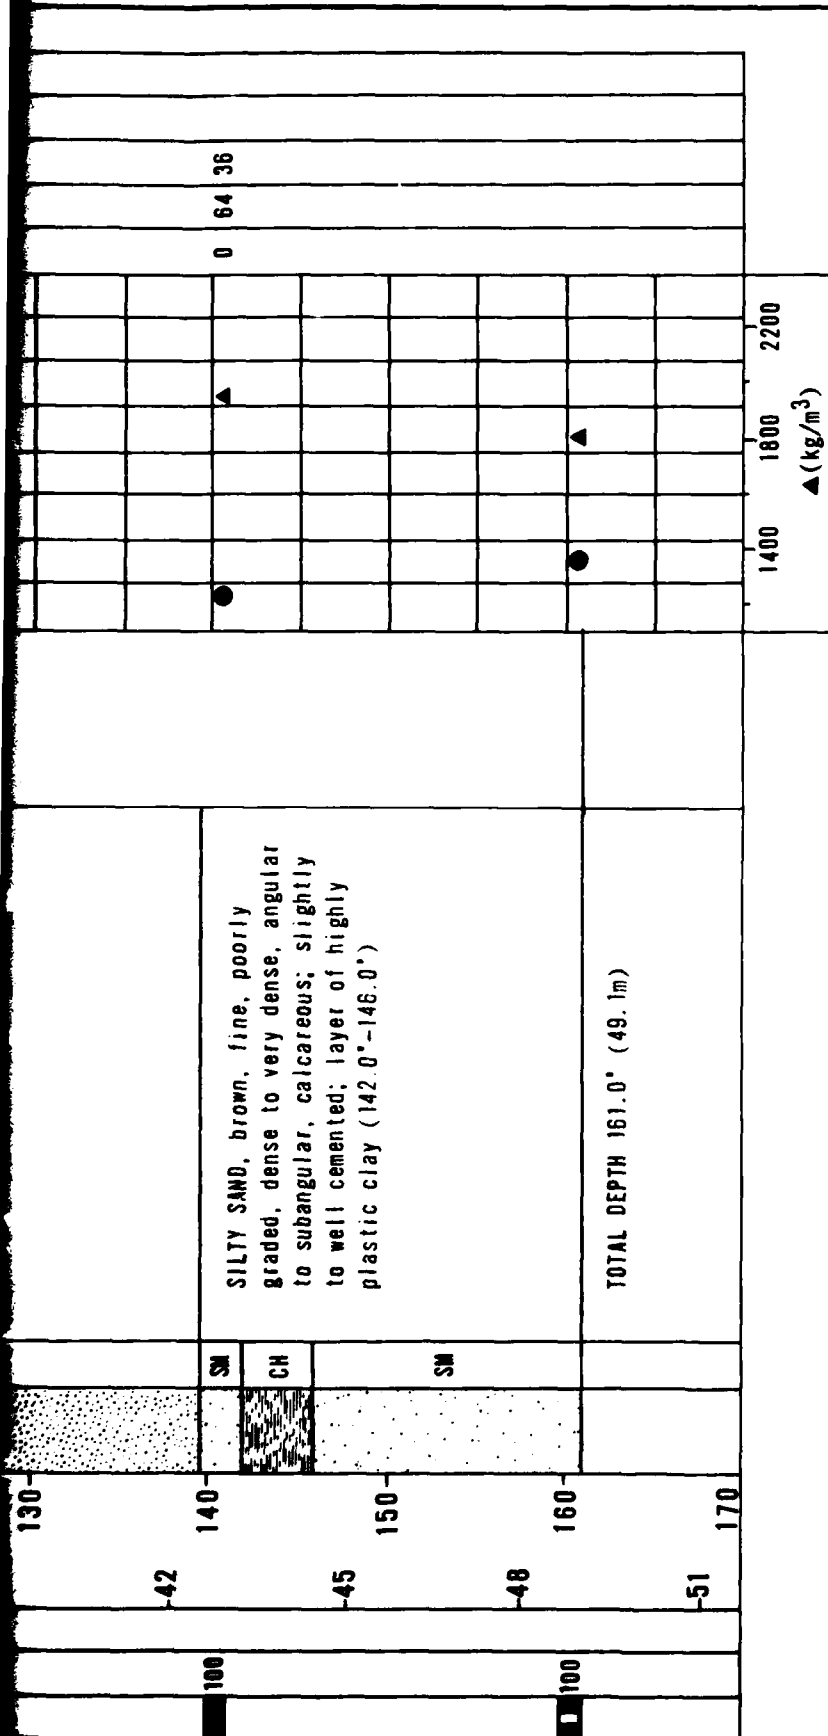 0 64 36
2200
1800
1400
▲(kg/m³)
SILTY SAND, brown, fine, poorly
graded, dense to very dense, angular
to subangular, calcareous; slightly
to well cemented; layer of highly
plastic clay (142.0'-146.0')
TOTAL DEPTH 161.0' (49.1m)
SM
CH
SM
130
140
150
160
170
42
45
48
51
100
100